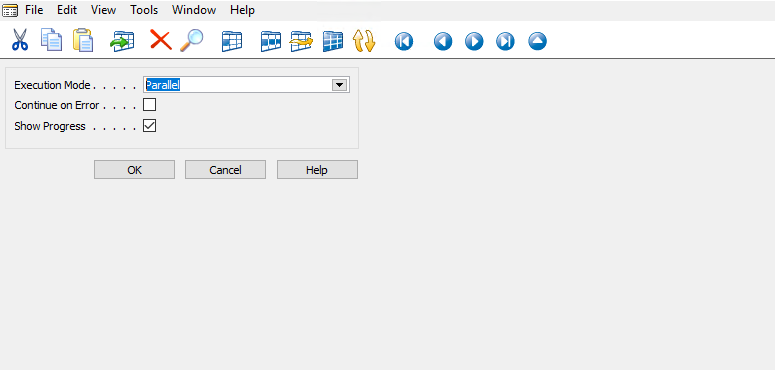 File Edit View Tools Window Help
Execution Mode . . . . . Parallel
Continue on Error . . . .
Show Progress . . . . .
OK Cancel Help